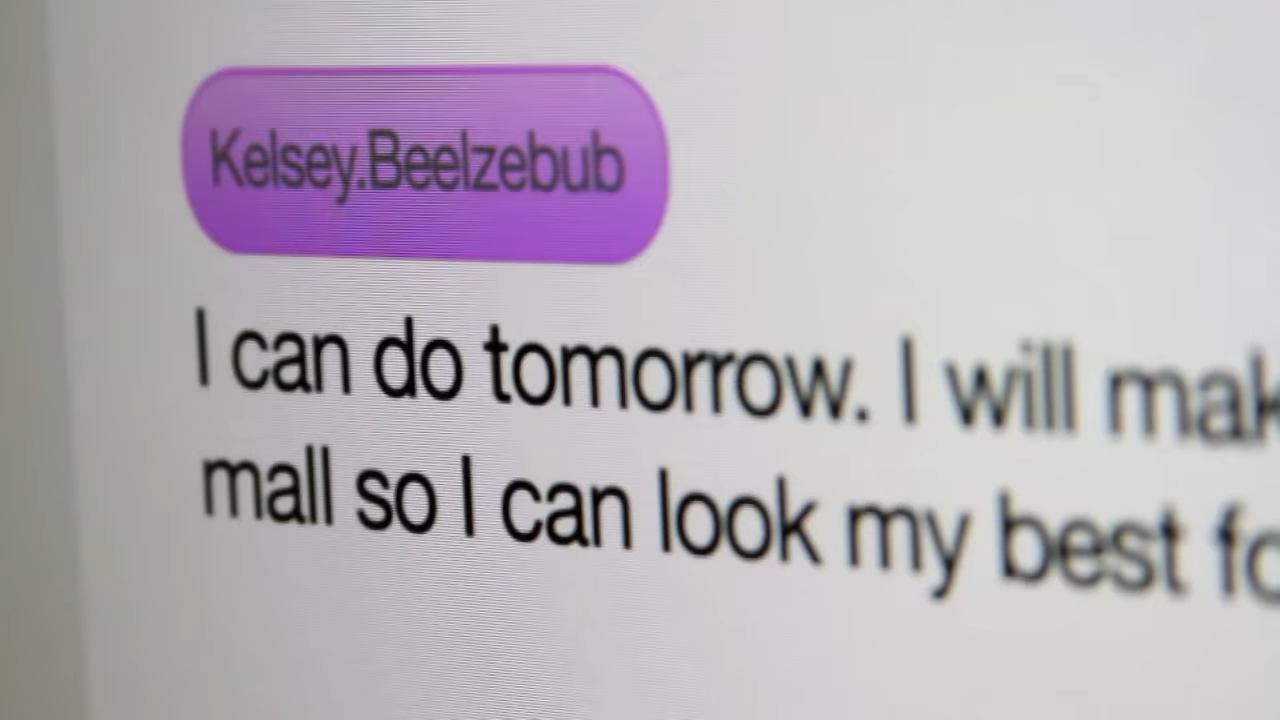 Kelsey.Beelzebub
I can do tomorrow. I will
mall so I can look my best